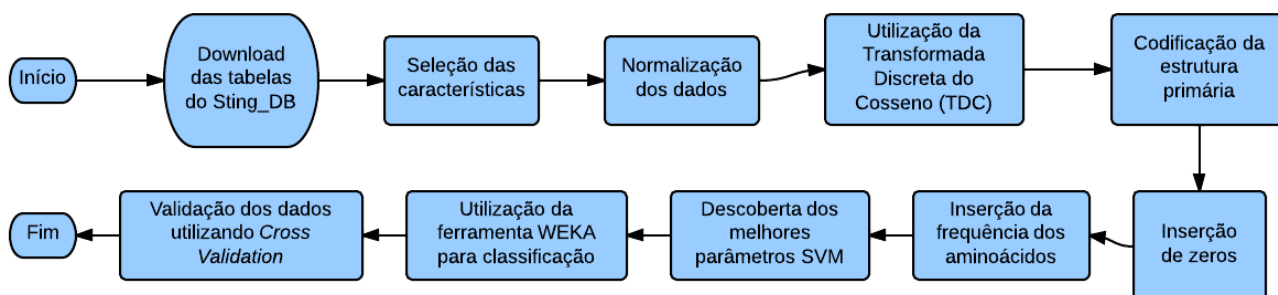 Início
Download
das tabelas
do Sting_DB
Seleção das
características
Normalização
dos dados
Utilização da
Transformada
Discreta do
Cosseno (TDC)
Codificação da
estrutura
primária
Inserção
de zeros
Inserção da
frequência dos
aminoácidos
Descoberta dos
melhores
parâmetros SVM
Utilização da
ferramenta WEKA
para classificação
Validação dos dados
utilizando Cross
Validation
Fim